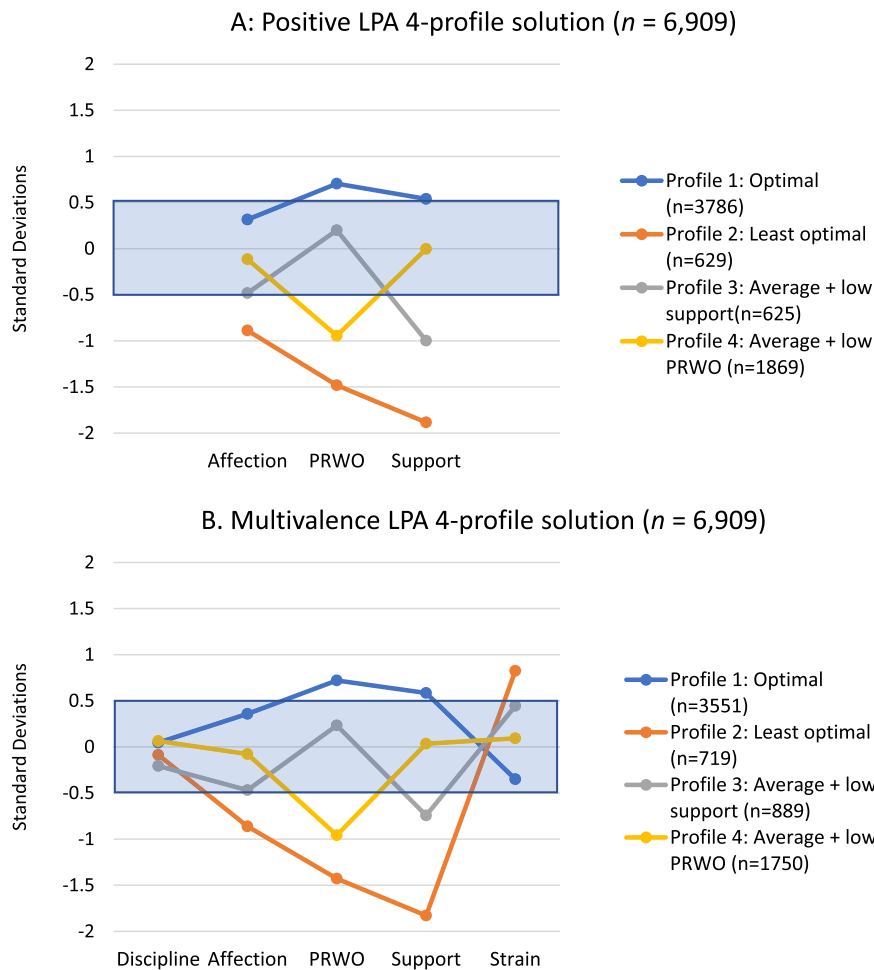 A: Positive LPA 4-profile solution (n = 6,909)
2
1.5
1
0.5
0
-0.5
-1
-1.5
-2
Standard Deviations
Affection PRWO Support
Profile 1: Optimal
(n=3786)
Profile 2: Least optimal
(n=629)
Profile 3: Average + low
support(n=625)
Profile 4: Average + low
PRWO (n=1869)
B. Multivalence LPA 4-profile solution (n = 6,909)
2
1.5
1
0.5
0
-0.5
-1
-1.5
-2
Standard Deviations
Discipline Affection PRWO Support Strain
Profile 1: Optimal
(n=3551)
Profile 2: Least optimal
(n=719)
Profile 3: Average + low
support (n=889)
Profile 4: Average + low
PRWO (n=1750)